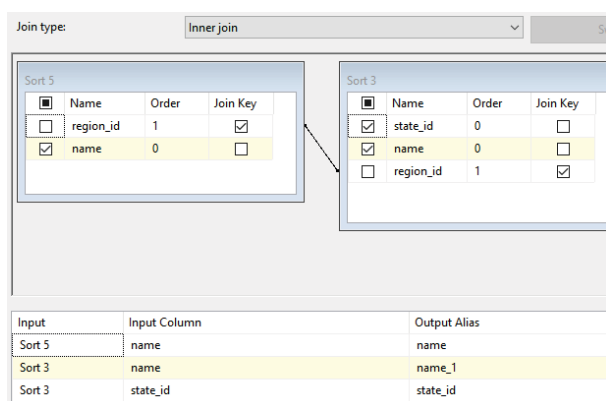 Join type: Inner join S
Sort 5
Name Order Join Key
region_id 1
name 0
Sort 3
Name Order Join Key
state_id 0
name 0
region_id 1
Input Input Column Output Alias
Sort 5 name name
Sort 3 name name_1
Sort 3 state_id state_id